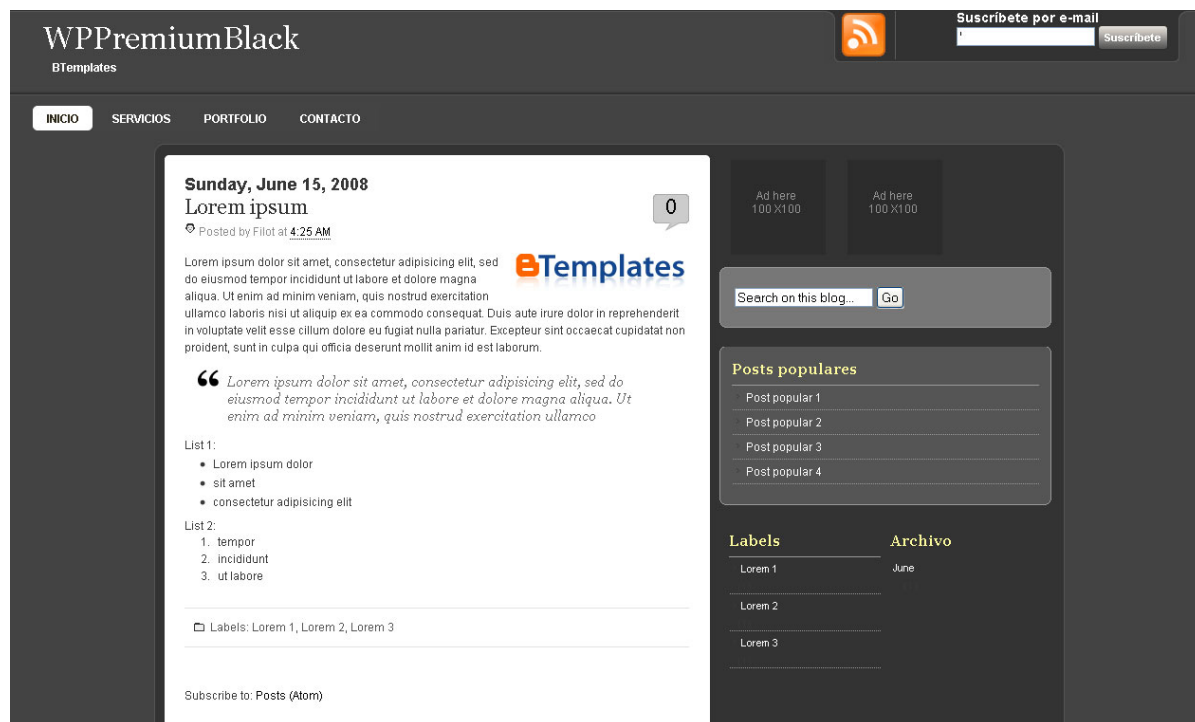 WPPremiumBlack
BTemplates
Suscríbete por e-mail
Suscríbete
INICIO
SERVICIOS
PORTFOLIO
CONTACTO
Sunday, June 15, 2008
Lorem ipsum
0
Posted by Filot at 4:25 AM
BTemplates
Lorem ipsum dolor sit amet, consectetur adipisicing elit, sed
do eiusmod tempor incididunt ut labore et dolore magna
aliqua. Ut enim ad minim veniam, quis nostrud exercitation
ullamco laboris nisi ut aliquip ex ea commodo consequat. Duis aute irure dolor in reprehenderit
in voluptate velit esse cillum dolore eu fugiat nulla pariatur. Excepteur sint occaecat cupidatat non
proident, sunt in culpa qui officia deserunt mollit anim id est laborum.
“ Lorem ipsum dolor sit amet, consectetur adipisicing elit, sed do
eiusmod tempor incididunt ut labore et dolore magna aliqua. Ut
enim ad minim veniam, quis nostrud exercitation ullamco
List 1:
• Lorem ipsum dolor
• sit amet
• consectetur adipisicing elit
List 2:
1. tempor
2. incididunt
3. ut labore
Labels: Lorem 1, Lorem 2, Lorem 3
Subscribe to: Posts (Atom)
Ad here
100 X100
Ad here
100 X100
Search on this blog...
Go
Posts populares
Post popular 1
Post popular 2
Post popular 3
Post popular 4
Labels
Lorem 1
Lorem 2
Lorem 3
Archivo
June